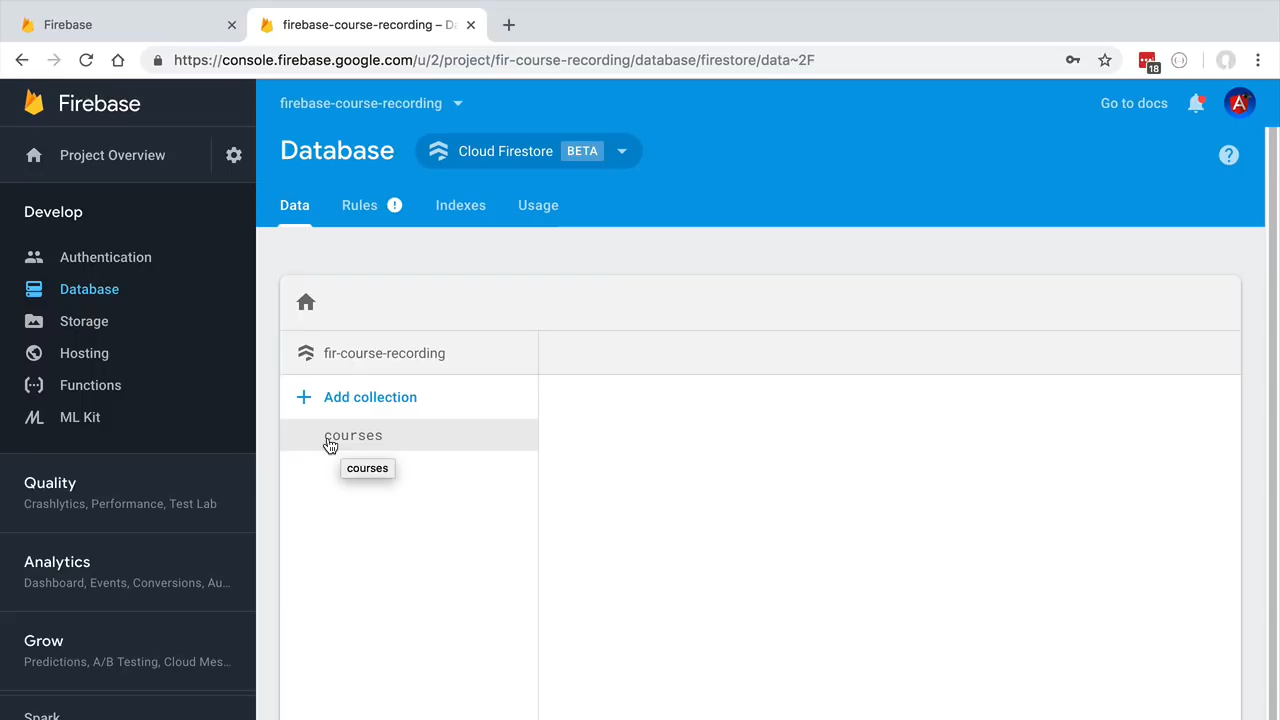 Firebase
firebase-course-recording – Da
https://console.firebase.google.com/u/2/project/fir-course-recording/database/firestore/data~2F
18
Firebase
firebase-course-recording
Go to docs
A
Project Overview
Database
Cloud Firestore BETA
?
Data Rules ! Indexes Usage
Develop
Authentication
Database
Storage
Hosting
Functions
ML Kit
Quality
Crashlytics, Performance, Test Lab
Analytics
Dashboard, Events, Conversions, Au...
Grow
Predictions, A/B Testing, Cloud Mes...
Spark
fir-course-recording
Add collection
courses
courses